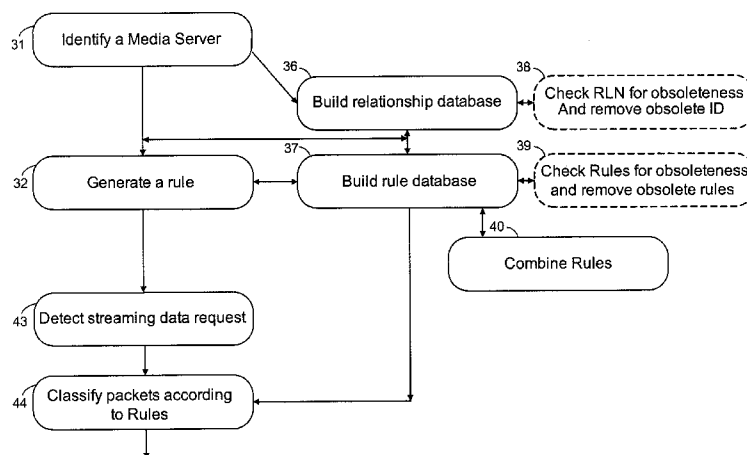 31
Identify a Media Server
36
Build relationship database
38
Check RLN for obsoleteness
And remove obsolete ID
32
Generate a rule
37
Build rule database
39
Check Rules for obsoleteness
and remove obsolete rules
40
Combine Rules
43
Detect streaming data request
44
Classify packets according
to Rules